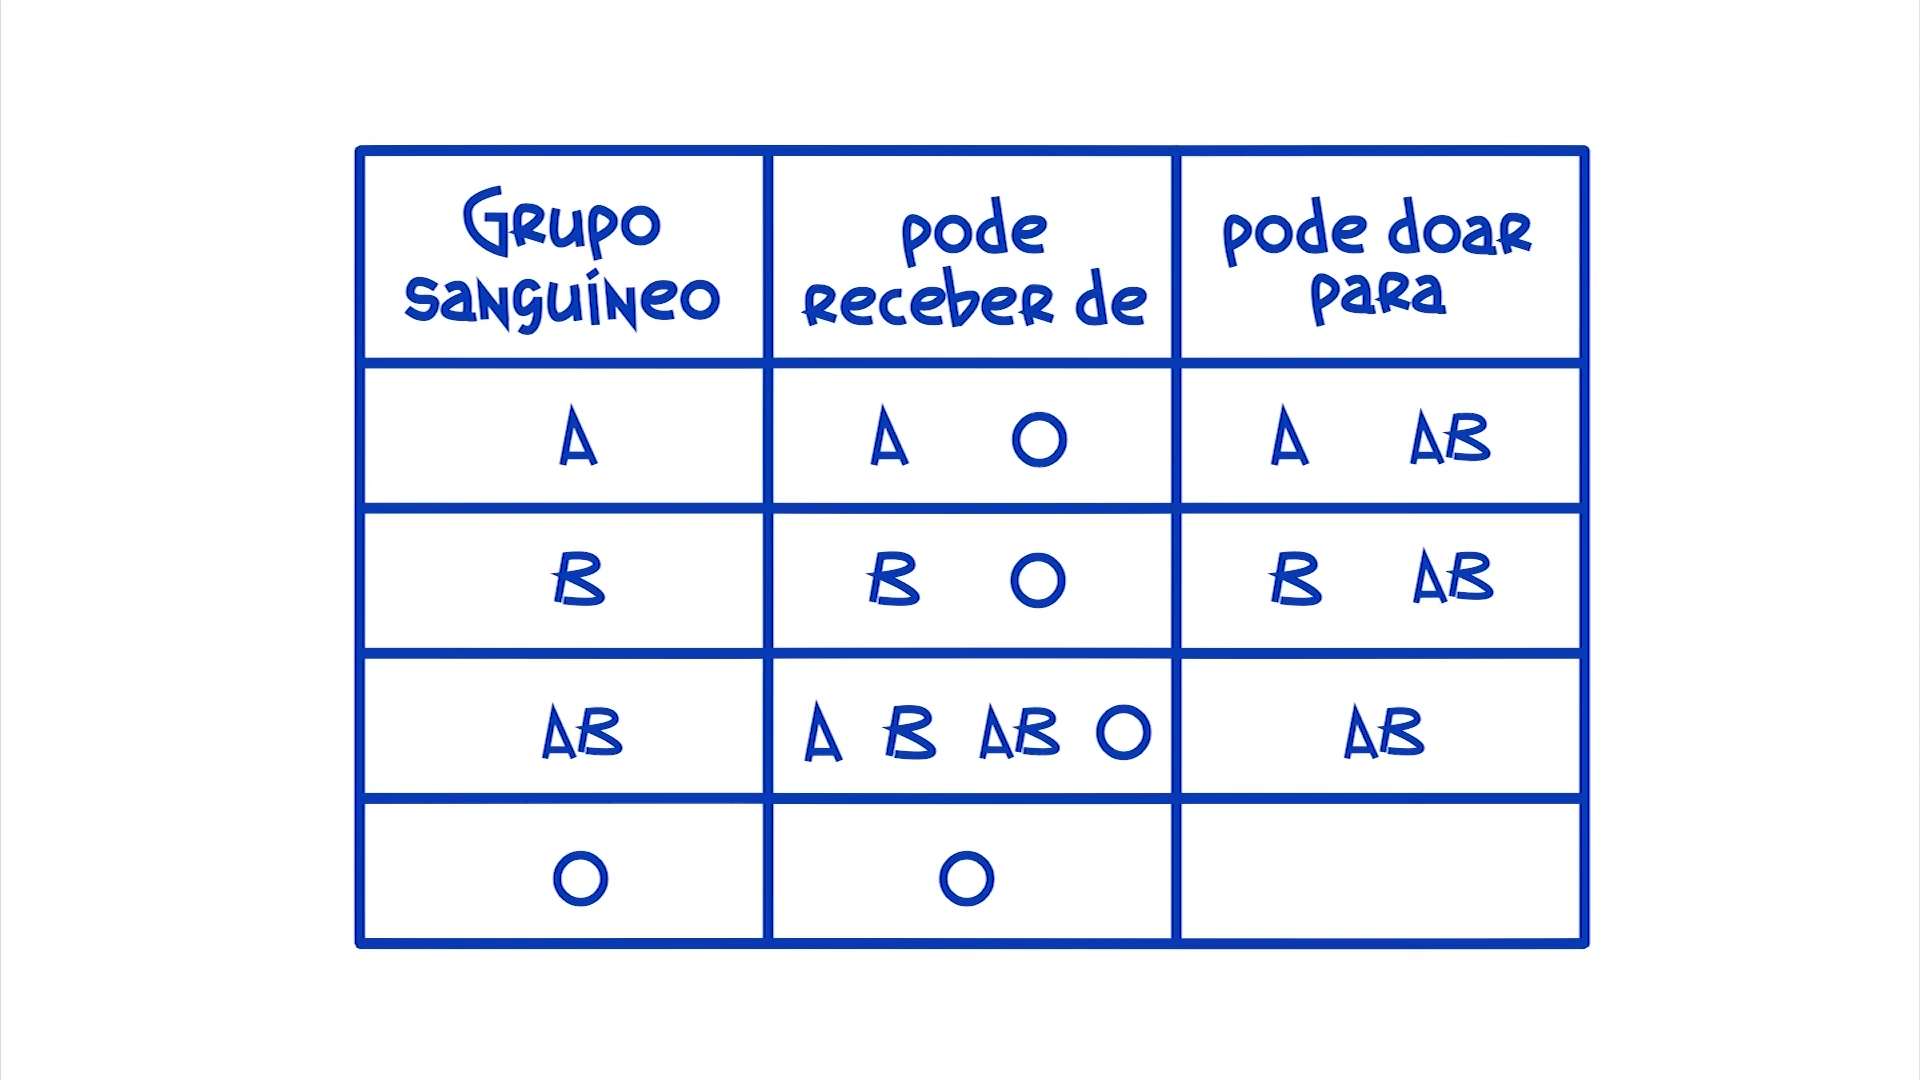 Grupo sanguíneo pode receber de pode doar para
A A O A AB
B B O B AB
AB A B AB O AB
O O